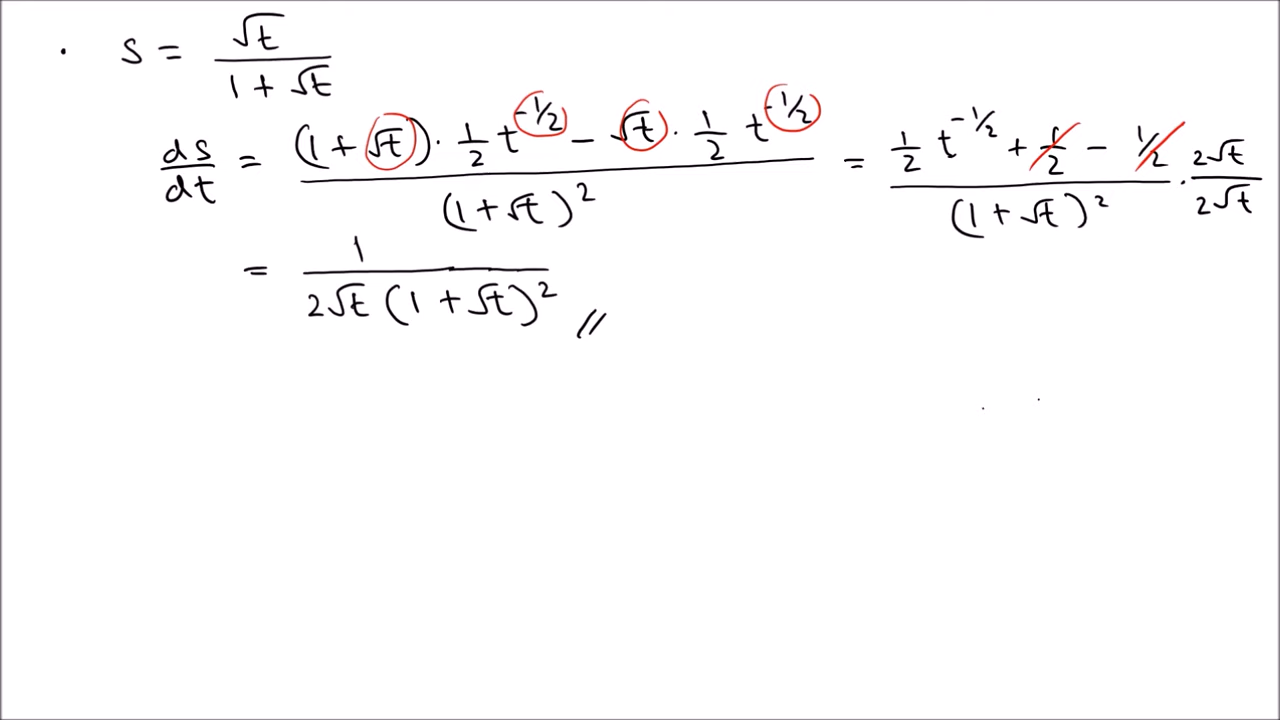 · s = √t / (1 + √t)
ds/dt = ((1 + √t) · 1/2 t^(-1/2) − √t · 1/2 t^(-1/2)) / (1 + √t)^2 = (1/2 t^(-1/2) + 1/2 − 1/2) / (1 + √t)^2 · 2√t / 2√t
= 1 / (2√t (1 + √t)^2) //